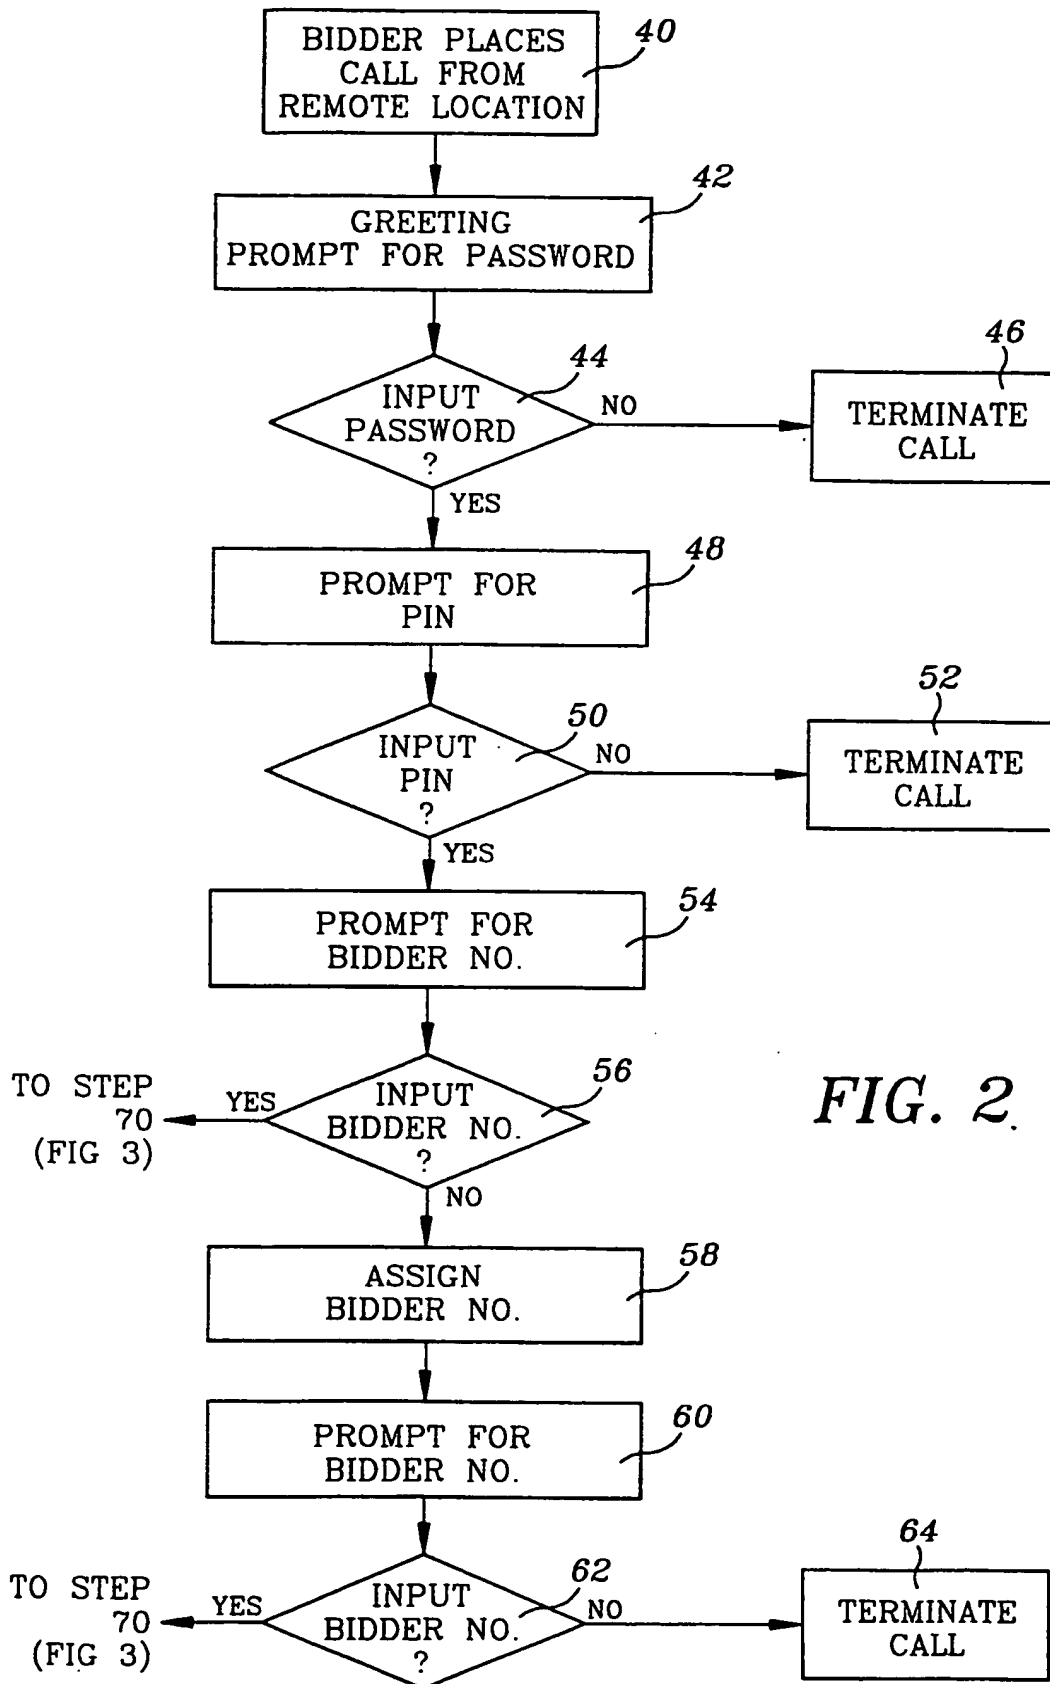 BIDDER PLACES
CALL FROM
REMOTE LOCATION
40
GREETING
PROMPT FOR PASSWORD
42
INPUT
PASSWORD
?
44
NO
YES
TERMINATE
CALL
46
PROMPT FOR
PIN
48
INPUT
PIN
?
50
NO
YES
TERMINATE
CALL
52
PROMPT FOR
BIDDER NO.
54
INPUT
BIDDER NO.
?
56
YES
NO
TO STEP
70
(FIG 3)
FIG. 2.
ASSIGN
BIDDER NO.
58
PROMPT FOR
BIDDER NO.
60
INPUT
BIDDER NO.
?
62
YES
NO
TO STEP
70
(FIG 3)
TERMINATE
CALL
64